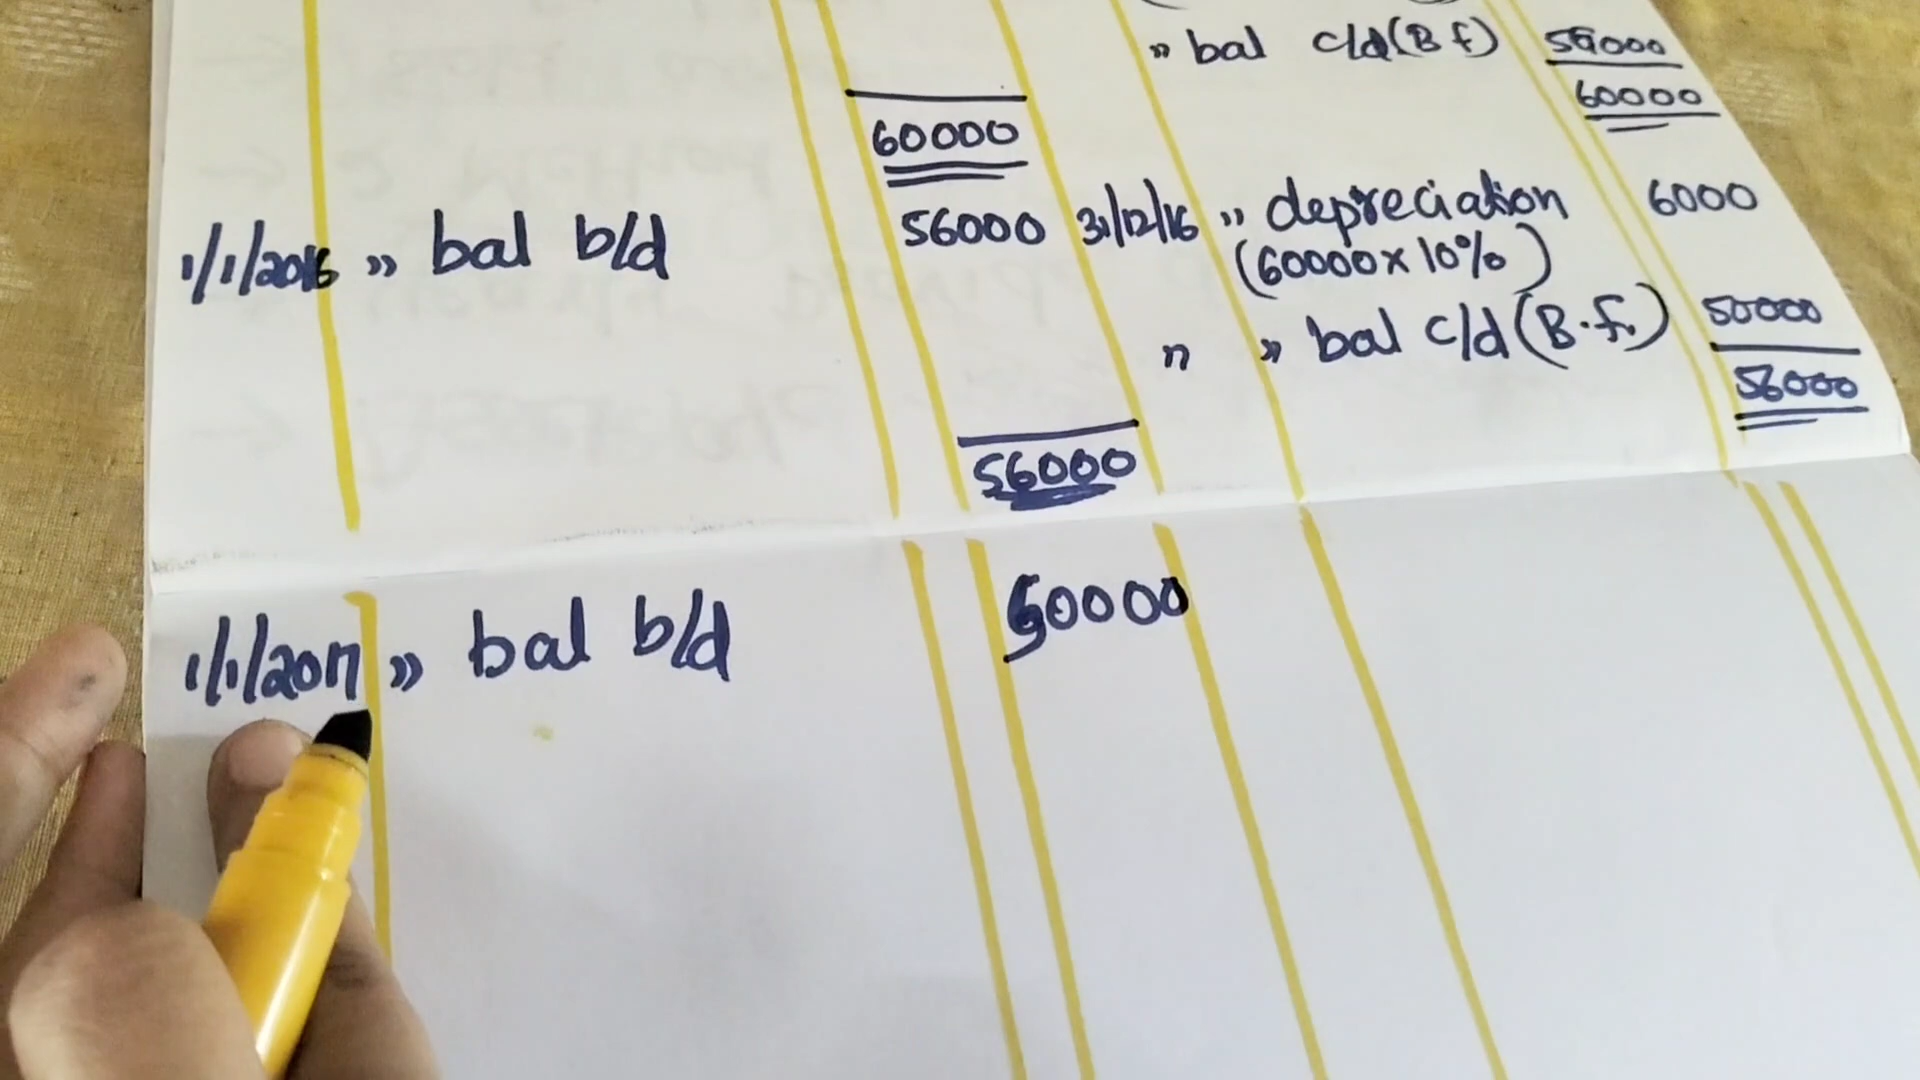 " bal c/d (B f) 56000
60000
60000
1/1/2016 " bal b/d 56000 31/12/16 " depreciation 6000
(60000 x 10% )
" " bal c/d (B.f.) 50000
56000
56000
1/1/2017 " bal b/d 50000